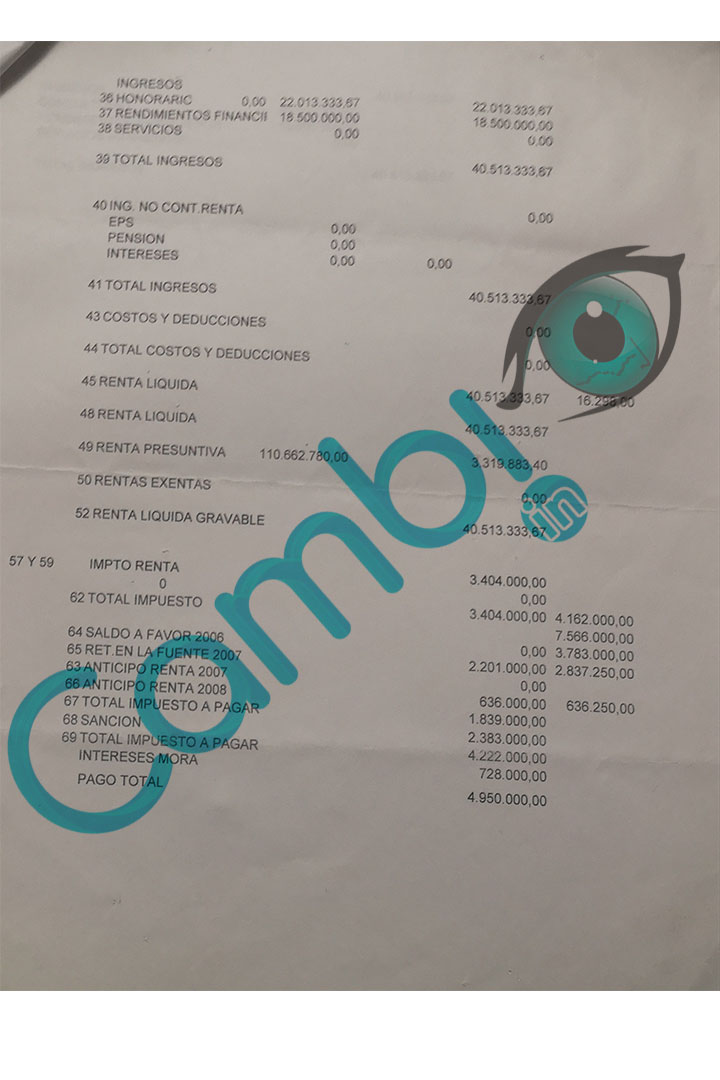 INGRESOS
36 HONORARIC 0,00 22.013.333,67 22.013.333,67
37 RENDIMIENTOS FINANCII 18.500.000,00 18.500.000,00
38 SERVICIOS 0,00 0,00
39 TOTAL INGRESOS 40.513.333,67
40 ING. NO CONT.RENTA 0,00
EPS 0,00
PENSION 0,00
INTERESES 0,00 0,00
41 TOTAL INGRESOS 40.513.333,67
43 COSTOS Y DEDUCCIONES 0,00
44 TOTAL COSTOS Y DEDUCCIONES 0,00
45 RENTA LIQUIDA 40.513.333,67 16.298,00
48 RENTA LIQUIDA 40.513.333,67
49 RENTA PRESUNTIVA 110.662.780,00 3.319.883,40
50 RENTAS EXENTAS 0,00
52 RENTA LIQUIDA GRAVABLE 40.513.333,67
57 Y 59 IMPTO RENTA 3.404.000,00
0 0,00
62 TOTAL IMPUESTO 3.404.000,00 4.162.000,00
7.566.000,00
64 SALDO A FAVOR 2006 0,00 3.783.000,00
65 RET.EN LA FUENTE 2007 2.201.000,00 2.837.250,00
63 ANTICIPO RENTA 2007 0,00
66 ANTICIPO RENTA 2008 636.000,00 636.250,00
67 TOTAL IMPUESTO A PAGAR 1.839.000,00
68 SANCION 2.383.000,00
69 TOTAL IMPUESTO A PAGAR 4.222.000,00
INTERESES MORA 728.000,00
PAGO TOTAL 4.950.000,00
cambio.in